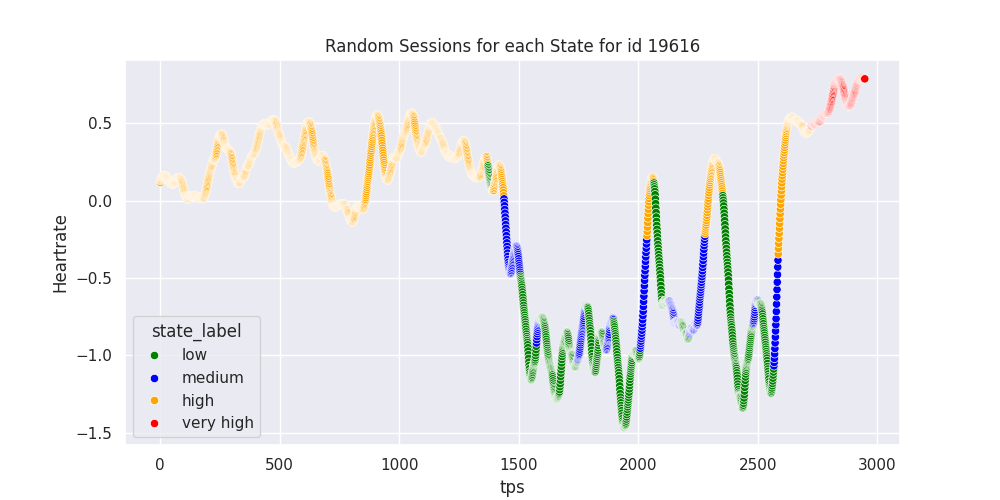 Random Sessions for each State for id 19616
Heartrate
0.5
0.0
−0.5
−1.0
−1.5
state_label
low
medium
high
very high
0 500 1000 1500 2000 2500 3000
tps